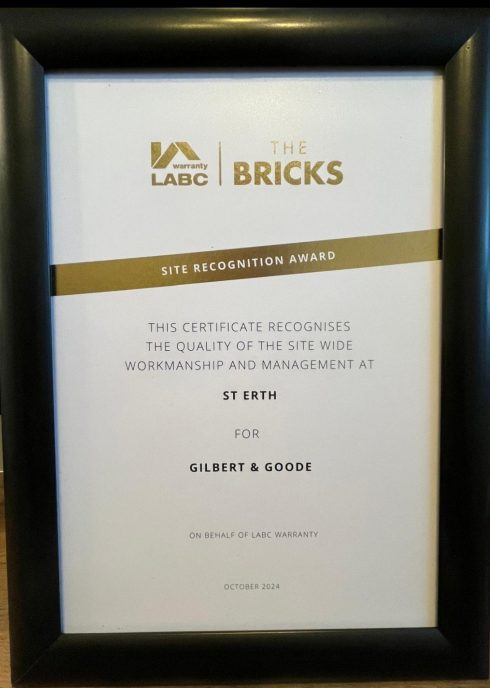 warranty
LABC
THE
BRICKS
SITE RECOGNITION AWARD
THIS CERTIFICATE RECOGNISES
THE QUALITY OF THE SITE WIDE
WORKMANSHIP AND MANAGEMENT AT
ST ERTH
FOR
GILBERT & GOODE
ON BEHALF OF LABC WARRANTY
OCTOBER 2024